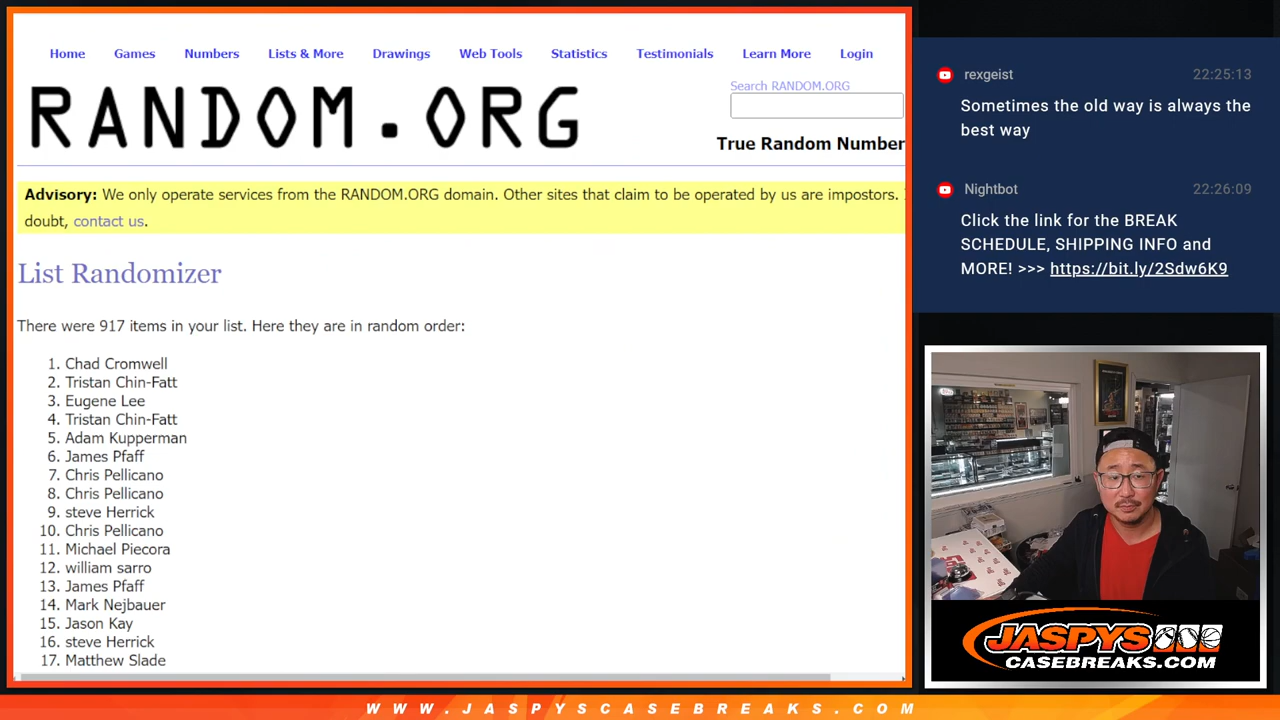 Home Games Numbers Lists & More Drawings Web Tools Statistics Testimonials Learn More Login
Search RANDOM.ORG
RANDOM.ORG
True Random Number
Advisory: We only operate services from the RANDOM.ORG domain. Other sites that claim to be operated by us are impostors.
doubt, contact us.
List Randomizer
There were 917 items in your list. Here they are in random order:
1. Chad Cromwell
2. Tristan Chin-Fatt
3. Eugene Lee
4. Tristan Chin-Fatt
5. Adam Kupperman
6. James Pfaff
7. Chris Pellicano
8. Chris Pellicano
9. steve Herrick
10. Chris Pellicano
11. Michael Piecora
12. william sarro
13. James Pfaff
14. Mark Nejbauer
15. Jason Kay
16. steve Herrick
17. Matthew Slade
rexgeist 22:25:13
Sometimes the old way is always the
best way
Nightbot 22:26:09
Click the link for the BREAK
SCHEDULE, SHIPPING INFO and
MORE! >>> https://bit.ly/2Sdw6K9
JASPYS
CASEBREAKS.COM
WWW.JASPYSCASEBREAKS.COM